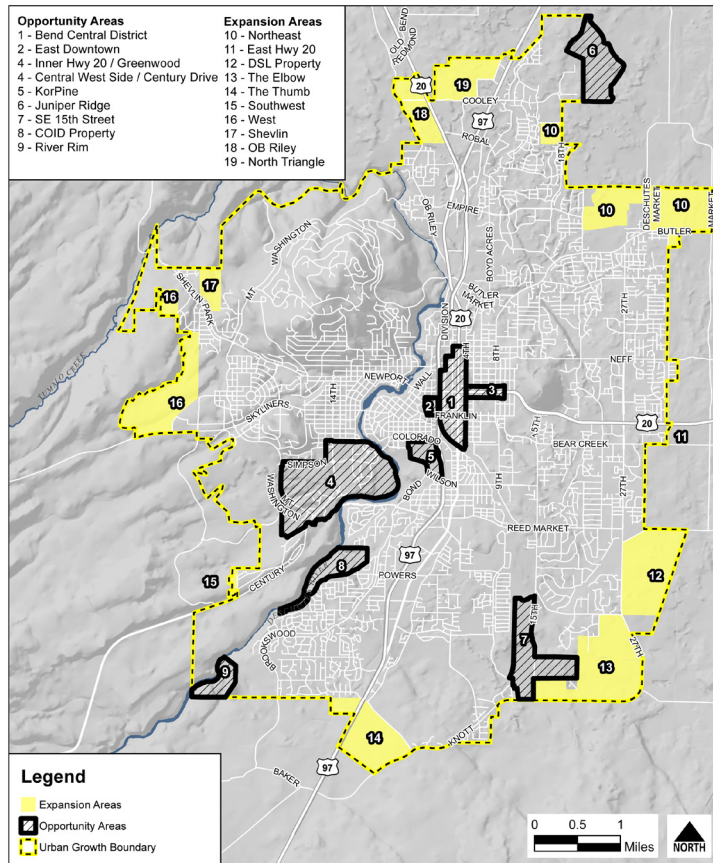 Opportunity Areas
1 - Bend Central District
2 - East Downtown
4 - Inner Hwy 20 / Greenwood
4 - Central West Side / Century Drive
5 - KorPine
6 - Juniper Ridge
7 - SE 15th Street
8 - COID Property
9 - River Rim
Expansion Areas
10 - Northeast
11 - East Hwy 20
12 - DSL Property
13 - The Elbow
14 - The Thumb
15 - Southwest
16 - West
17 - Shevlin
18 - OB Riley
19 - North Triangle
OLD BEND
REDMOND
6
20
19
COOLEY
97
18
ROBAL
10
18TH
EMPIRE
OB RILEY
10
DESCHUTES
MARKET
10
MARKET
BUTLER
WASHINGTON
MT
BOYD ACRES
SHEVLIN PARK
17
16
BUTLER
MARKET
27TH
DIVISION
20
4TH
8TH
NEFF
NEWPORT
WALL
14TH
3
16
SKYLINERS
1
2
FRANKLIN
20
11
15TH
COLORADO
BEAR CREEK
5
SIMPSON
WILSON
4
MT
WASHINGTON
BOND
9TH
27TH
REED MARKET
97
8
POWERS
15
CENTURY
12
15TH
BROOKSWOOD
7
27TH
9
13
14
KNOTT
97
BAKER
Legend
Expansion Areas
Opportunity Areas
Urban Growth Boundary
0 0.5 1
Miles
NORTH